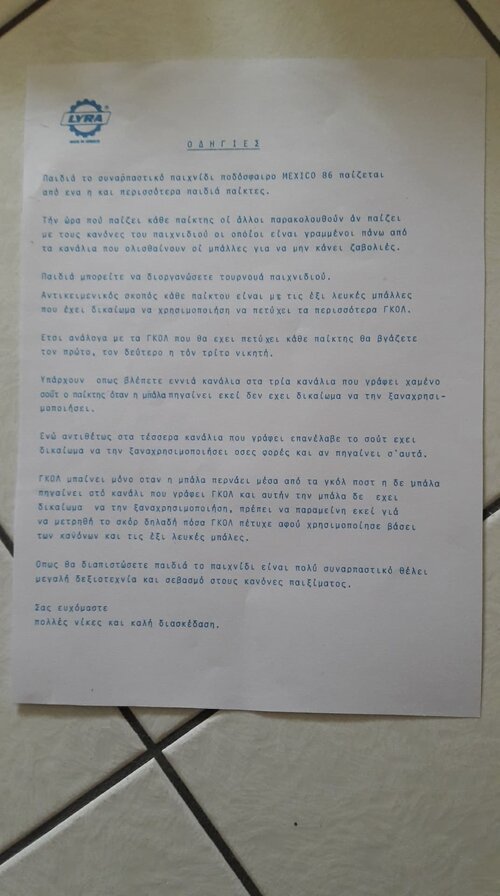 LYRA
MADE IN GREECE
ΟΔΗΓΙΕΣ
Παιδιά το συναρπαστικό παιχνίδι ποδόσφαιρο MEXICO 86 παίζεται
από ενα η και περισσότερα παιδιά παίκτες.
Τήν ώρα πού παίζει κάθε παίκτης οί άλλοι παρακολουθούν άν παίζει
με τους κανόνες του παιχνιδιού οι οποίοι είναι γραμμένοι πάνω από
τα κανάλια που ολισθαίνουν οί μπάλλες για να μην κάνει ζαβολιές.
Παιδιά μπορείτε να διοργανώσετε τουρνουά παιχνιδιού.
Αντικειμενικός σκοπός κάθε παίκτου είναι με τις έξι λευκές μπάλλες
που έχει δικαίωμα να χρησιμοποιήση να πετύχει τα περισσότερα ΓΚΟΛ.
Ετσι ανάλογα με τα ΓΚΟΛ που θα εχει πετύχει κάθε παίκτης θα βγάζετε
τον πρώτο, τον δεύτερο η τόν τρίτο νικητή.
Υπάρχουν οπως βλέπετε εννιά κανάλια στα τρία κανάλια που γράφει χαμένο
σούτ ο παίκτης όταν η μπάλα πηγαίνει εκεί δεν εχει δικαίωμα να την ξαναχρησι-
μοποιήσει.
Ενώ αντιθέτως στα τέσσερα κανάλια που γράφει επανέλαβε το σούτ εχει
δικαίωμα να την ξαναχρησιμοποιήσει οσες φορές και αν πηγαίνει σ'αυτά.
ΓΚΟΛ μπαίνει μόνο όταν η μπάλα περνάει μέσα από τα γκόλ ποστ η δε μπάλα
πηγαίνει στό κανάλι που γράφει ΓΚΟΛ και αυτήν την μπάλα δε εχει
δικαίωμα να την ξαναχρησιμοποιήση, πρέπει να παραμείνη εκεί γιά
να μετρηθή το σκόρ δηλαδή πόσα ΓΚΟΛ πέτυχε αφού χρησιμοποίησε βάσει
των κανόνων και τις έξι λευκές μπάλες.
Οπως θα διαπιστώσετε παιδιά το παιχνίδι είναι πολύ συναρπαστικό θέλει
μεγαλή δεξιοτεχνία και σεβασμό στους κανόνες παιξίματος.
Σας ευχόμαστε
πολλές νίκες και καλή διασκέδαση.